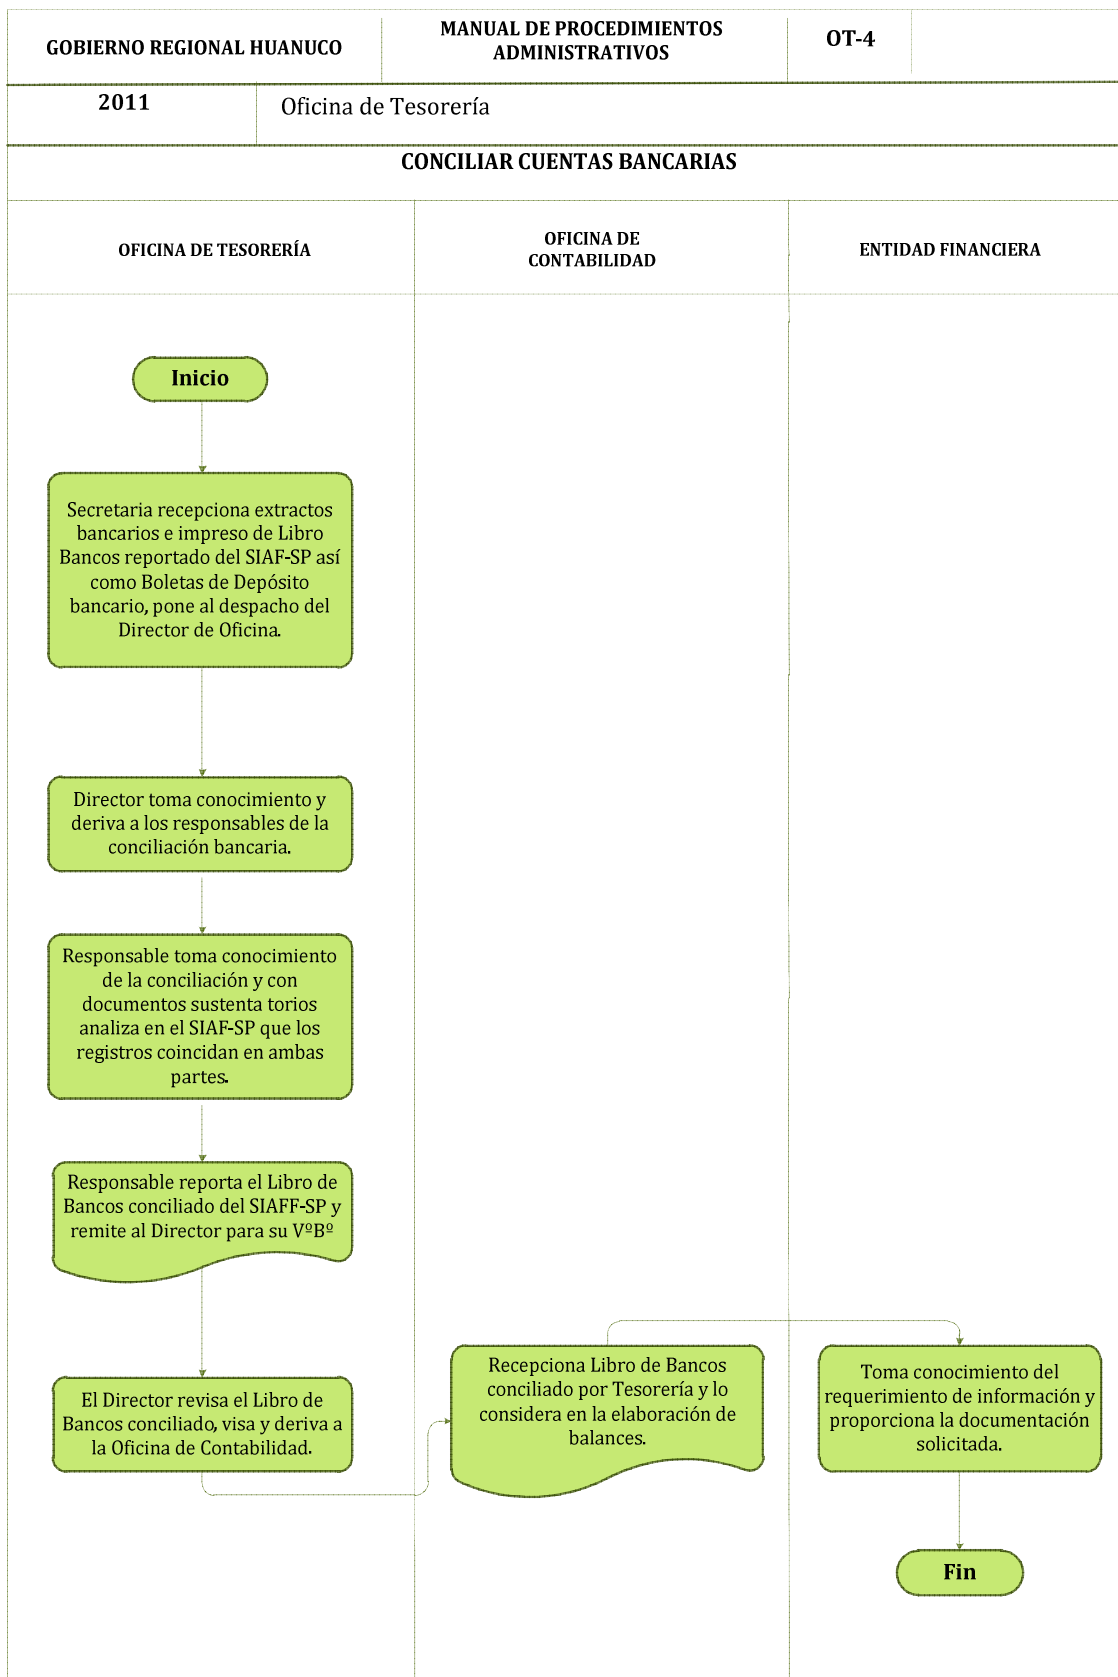 GOBIERNO REGIONAL HUANUCO
MANUAL DE PROCEDIMIENTOS
ADMINISTRATIVOS
OT-4
2011
Oficina de Tesorería
CONCILIAR CUENTAS BANCARIAS
OFICINA DE TESORERÍA
OFICINA DE
CONTABILIDAD
ENTIDAD FINANCIERA
Inicio
Secretaria recepciona extractos
bancarios e impreso de Libro
Bancos reportado del SIAF-SP así
como Boletas de Depósito
bancario, pone al despacho del
Director de Oficina.
Director toma conocimiento y
deriva a los responsables de la
conciliación bancaria.
Responsable toma conocimiento
de la conciliación y con
documentos sustenta torios
analiza en el SIAF-SP que los
registros coincidan en ambas
partes.
Responsable reporta el Libro de
Bancos conciliado del SIAFF-SP y
remite al Director para su VºBº
El Director revisa el Libro de
Bancos conciliado, visa y deriva a
la Oficina de Contabilidad.
Recepciona Libro de Bancos
conciliado por Tesorería y lo
considera en la elaboración de
balances.
Toma conocimiento del
requerimiento de información y
proporciona la documentación
solicitada.
Fin